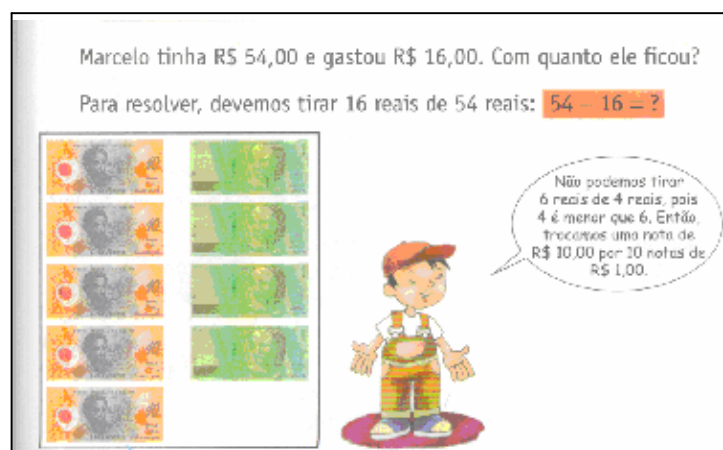 Marcelo tinha R$ 54,00 e gastou R$ 16,00. Com quanto ele ficou?
Para resolver, devemos tirar 16 reais de 54 reais: 54 - 16 = ?
Não podemos tirar
6 reais de 4 reais, pois
4 é menor que 6. Então,
trocamos uma nota de
R$ 10,00 por 10 notas de
R$ 1,00.